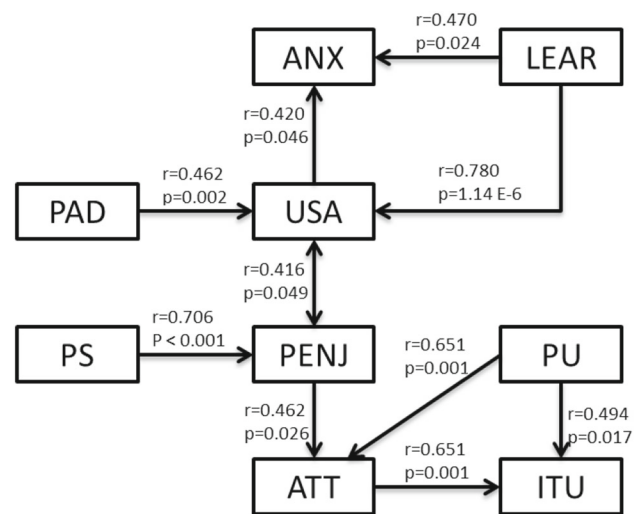 r=0.470
p=0.024
ANX
LEAR
r=0.420
p=0.046
r=0.462
p=0.002
r=0.780
p=1.14 E-6
PAD
USA
r=0.416
p=0.049
r=0.706
P < 0.001
r=0.651
p=0.001
PS
PENJ
PU
r=0.462
p=0.026
r=0.494
p=0.017
r=0.651
p=0.001
ATT
ITU